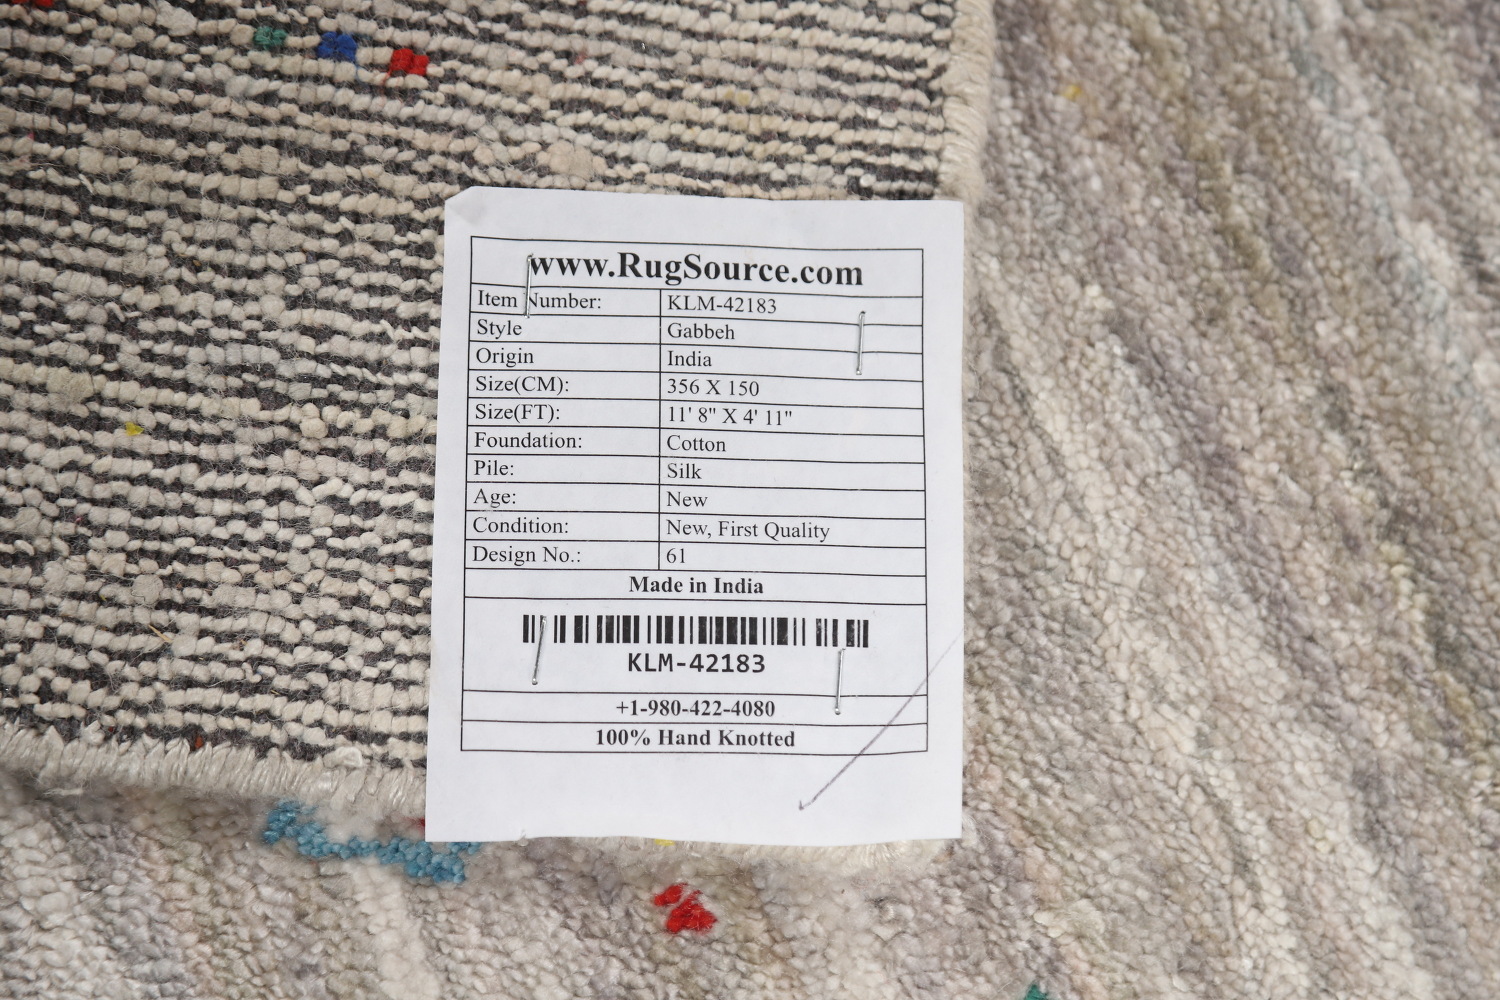 www.RugSource.com
Item Number: KLM-42183
Style Gabbeh
Origin India
Size(CM): 356 X 150
Size(FT): 11' 8" X 4' 11"
Foundation: Cotton
Pile: Silk
Age: New
Condition: New, First Quality
Design No.: 61
Made in India
KLM-42183
+1-980-422-4080
100% Hand Knotted